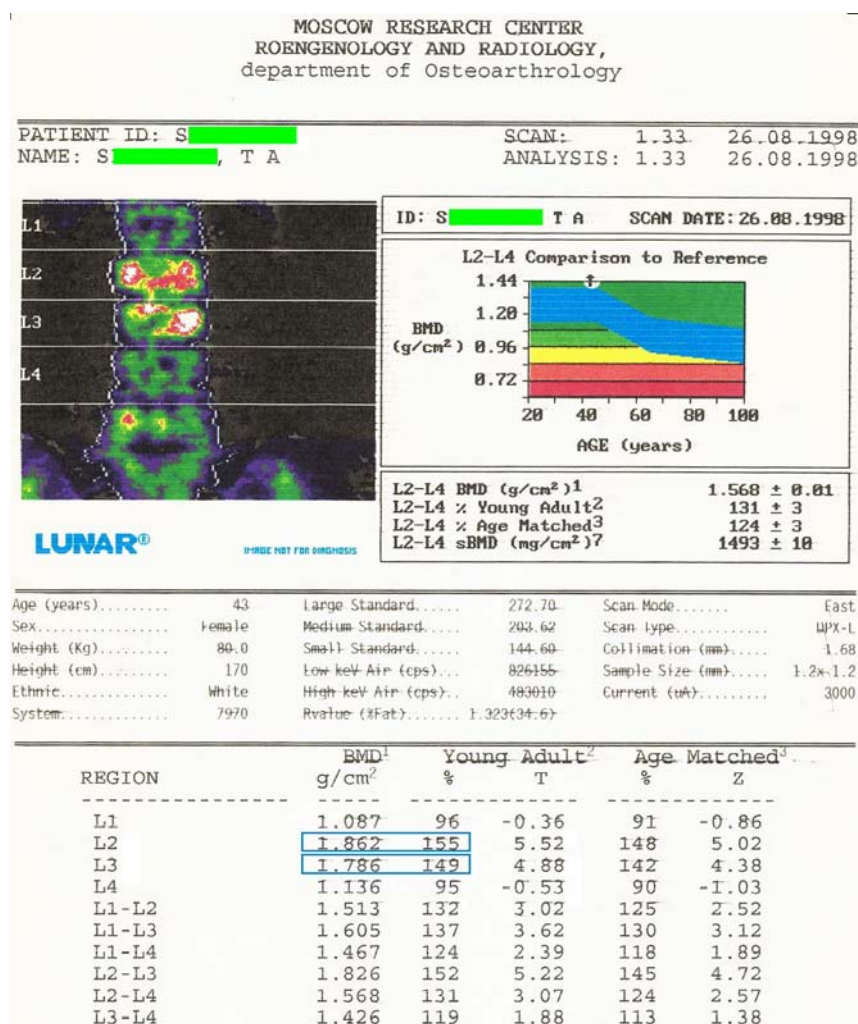 MOSCOW RESEARCH CENTER
ROENGENOLOGY AND RADIOLOGY,
department of Osteoarthrology
PATIENT ID: S
SCAN: 1.33 26.08.1998
NAME: S , T A
ANALYSIS: 1.33 26.08.1998
L1
L2
L3
L4
LUNAR®
IMAGE NOT FOR DIAGNOSIS
ID: S T A SCAN DATE: 26.08.1998
L2-L4 Comparison to Reference
BMD
(g/cm²)
1.44
1.20
0.96
0.72
20 40 60 80 100
AGE (years)
L2-L4 BMD (g/cm²)1 1.568 ± 0.01
L2-L4 % Young Adult2 131 ± 3
L2-L4 % Age Matched3 124 ± 3
L2-L4 sBMD (mg/cm²)7 1493 ± 10
Age (years)......... 43 Large Standard...... 272.70 Scan Mode....... East
Sex................. Female Medium Standard..... 203.62 Scan Type............ DPX-L
Weight (Kg)......... 80.0 Small Standard...... 144.60 Collimation (mm)..... 1.68
Height (cm)......... 170 Low keV Air (cps)... 826155 Sample Size (mm)..... 1.2x 1.2
Ethnic.............. White High keV Air (cps).. 483010 Current (uA)......... 3000
System.............. 7970 Rvalue (%Fat)....... 1.323(34.6)
BMD1 Young Adult2 Age Matched3
REGION g/cm2 % T % Z
L1 1.087 96 -0.36 91 -0.86
L2 1.862 155 5.52 148 5.02
L3 1.786 149 4.88 142 4.38
L4 1.136 95 -0.53 90 -1.03
L1-L2 1.513 132 3.02 125 2.52
L1-L3 1.605 137 3.62 130 3.12
L1-L4 1.467 124 2.39 118 1.89
L2-L3 1.826 152 5.22 145 4.72
L2-L4 1.568 131 3.07 124 2.57
L3-L4 1.426 119 1.88 113 1.38